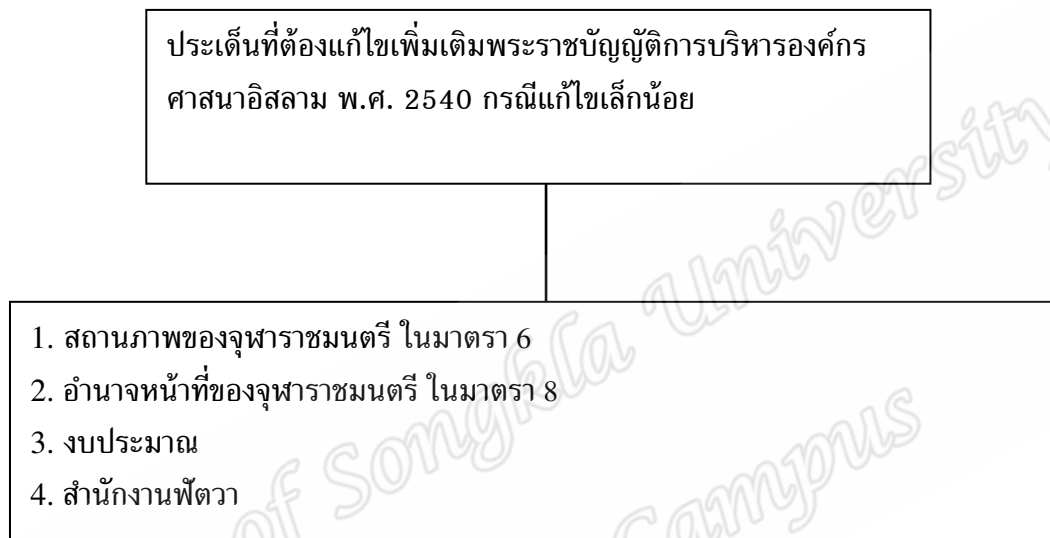 ประเด็นที่ต้องแก้ไขเพิ่มเติมพระราชบัญญัติการบริหารองค์กร
ศาสนาอิสลาม พ.ศ. 2540 กรณีแก้ไขเล็กน้อย
1. สถานภาพของจุฬาราชมนตรี ในมาตรา 6
2. อำนาจหน้าที่ของจุฬาราชมนตรี ในมาตรา 8
3. งบประมาณ
4. สำนักงานฟัตวา
of Songkla University
Campus